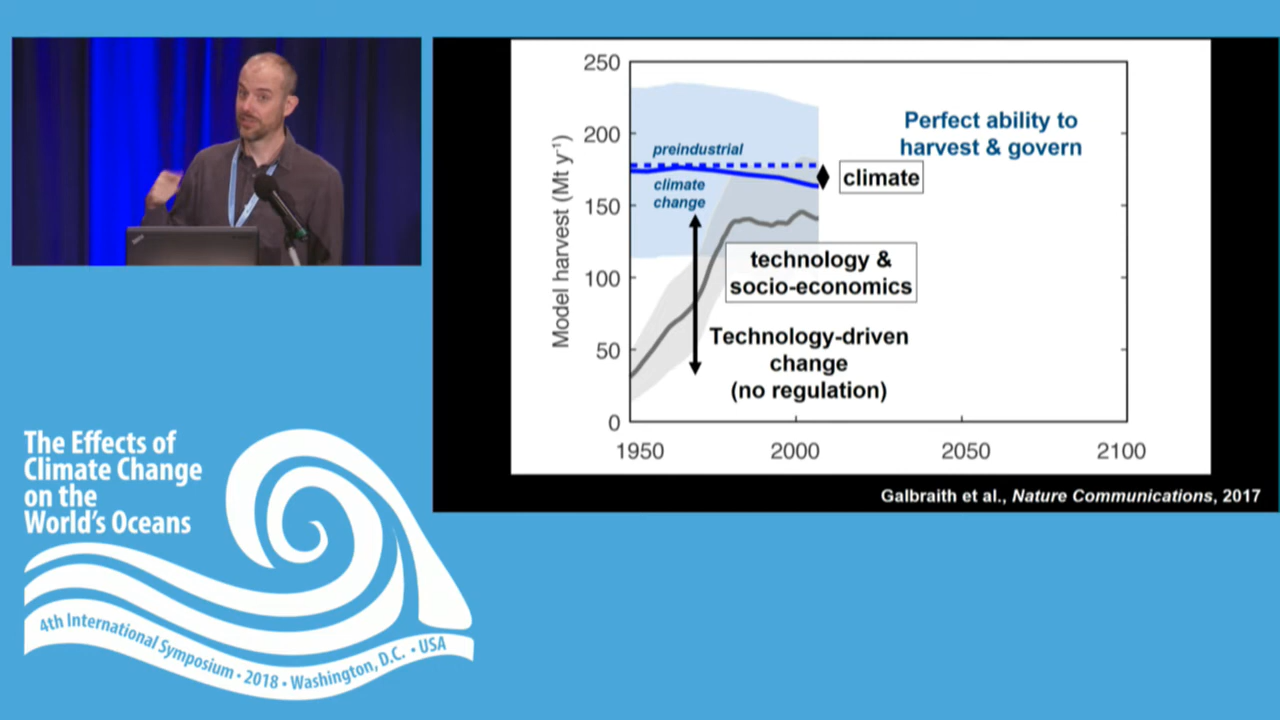 250
200
150
100
50
0
1950
2000
2050
2100
Model harvest (Mt y⁻¹)
preindustrial
climate
change
Perfect ability to
harvest & govern
climate
technology &
socio-economics
Technology-driven
change
(no regulation)
Galbraith et al., Nature Communications, 2017
The Effects of
Climate Change
on the
World's Oceans
4th International Symposium • 2018 • Washington, D.C. • USA